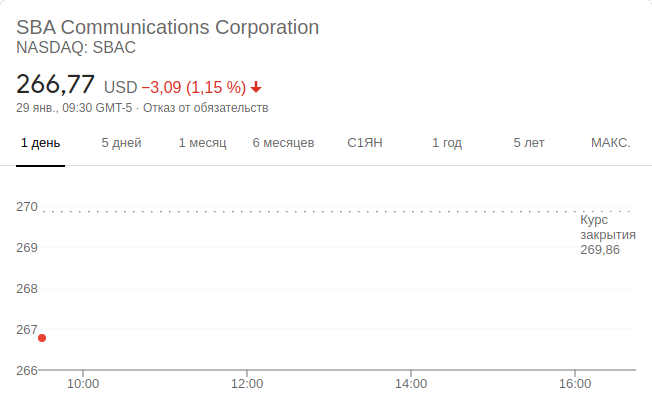 SBA Communications Corporation
NASDAQ: SBAC
266,77 USD −3,09 (1,15 %)
29 янв., 09:30 GMT-5 · Отказ от обязательств
1 день 5 дней 1 месяц 6 месяцев С1ЯН 1 год 5 лет МАКС.
270
Курс
закрытия
269,86
269
268
267
266
10:00 12:00 14:00 16:00